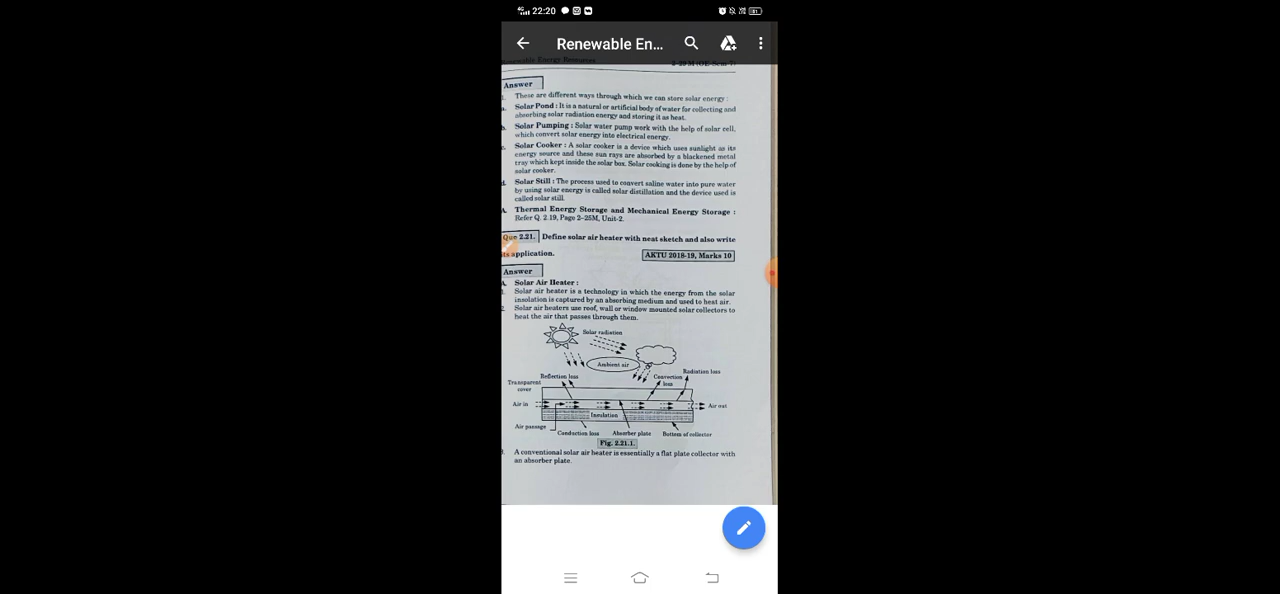 4G 22:20 81
Renewable En...
Renewable Energy Resources 2-29 M (OE-Sem-7)
Answer
1. These are different ways through which we can store solar energy :
a. Solar Pond : It is a natural or artificial body of water for collecting and
absorbing solar radiation energy and storing it as heat.
b. Solar Pumping : Solar water pump work with the help of solar cell,
which convert solar energy into electrical energy.
c. Solar Cooker : A solar cooker is a device which uses sunlight as its
energy source and these sun rays are absorbed by a blackened metal
tray which kept inside the solar box. Solar cooking is done by the help of
solar cooker.
d. Solar Still : The process used to convert saline water into pure water
by using solar energy is called solar distillation and the device used is
called solar still.
A. Thermal Energy Storage and Mechanical Energy Storage :
Refer Q. 2.19, Page 2-25M, Unit-2.
Que 2.21. Define solar air heater with neat sketch and also write
its application. AKTU 2018-19, Marks 10
Answer
A. Solar Air Heater :
1. Solar air heater is a technology in which the energy from the solar
insolation is captured by an absorbing medium and used to heat air.
2. Solar air heaters use roof, wall or window mounted solar collectors to
heat the air that passes through them.
Solar radiation
Ambient air
Radiation loss
Reflection loss
Convection
loss
Transparent
cover
Air in
Air out
Insulation
Air passage
Conduction loss
Absorber plate
Bottom of collector
Fig. 2.21.1.
A conventional solar air heater is essentially a flat plate collector with
an absorber plate.